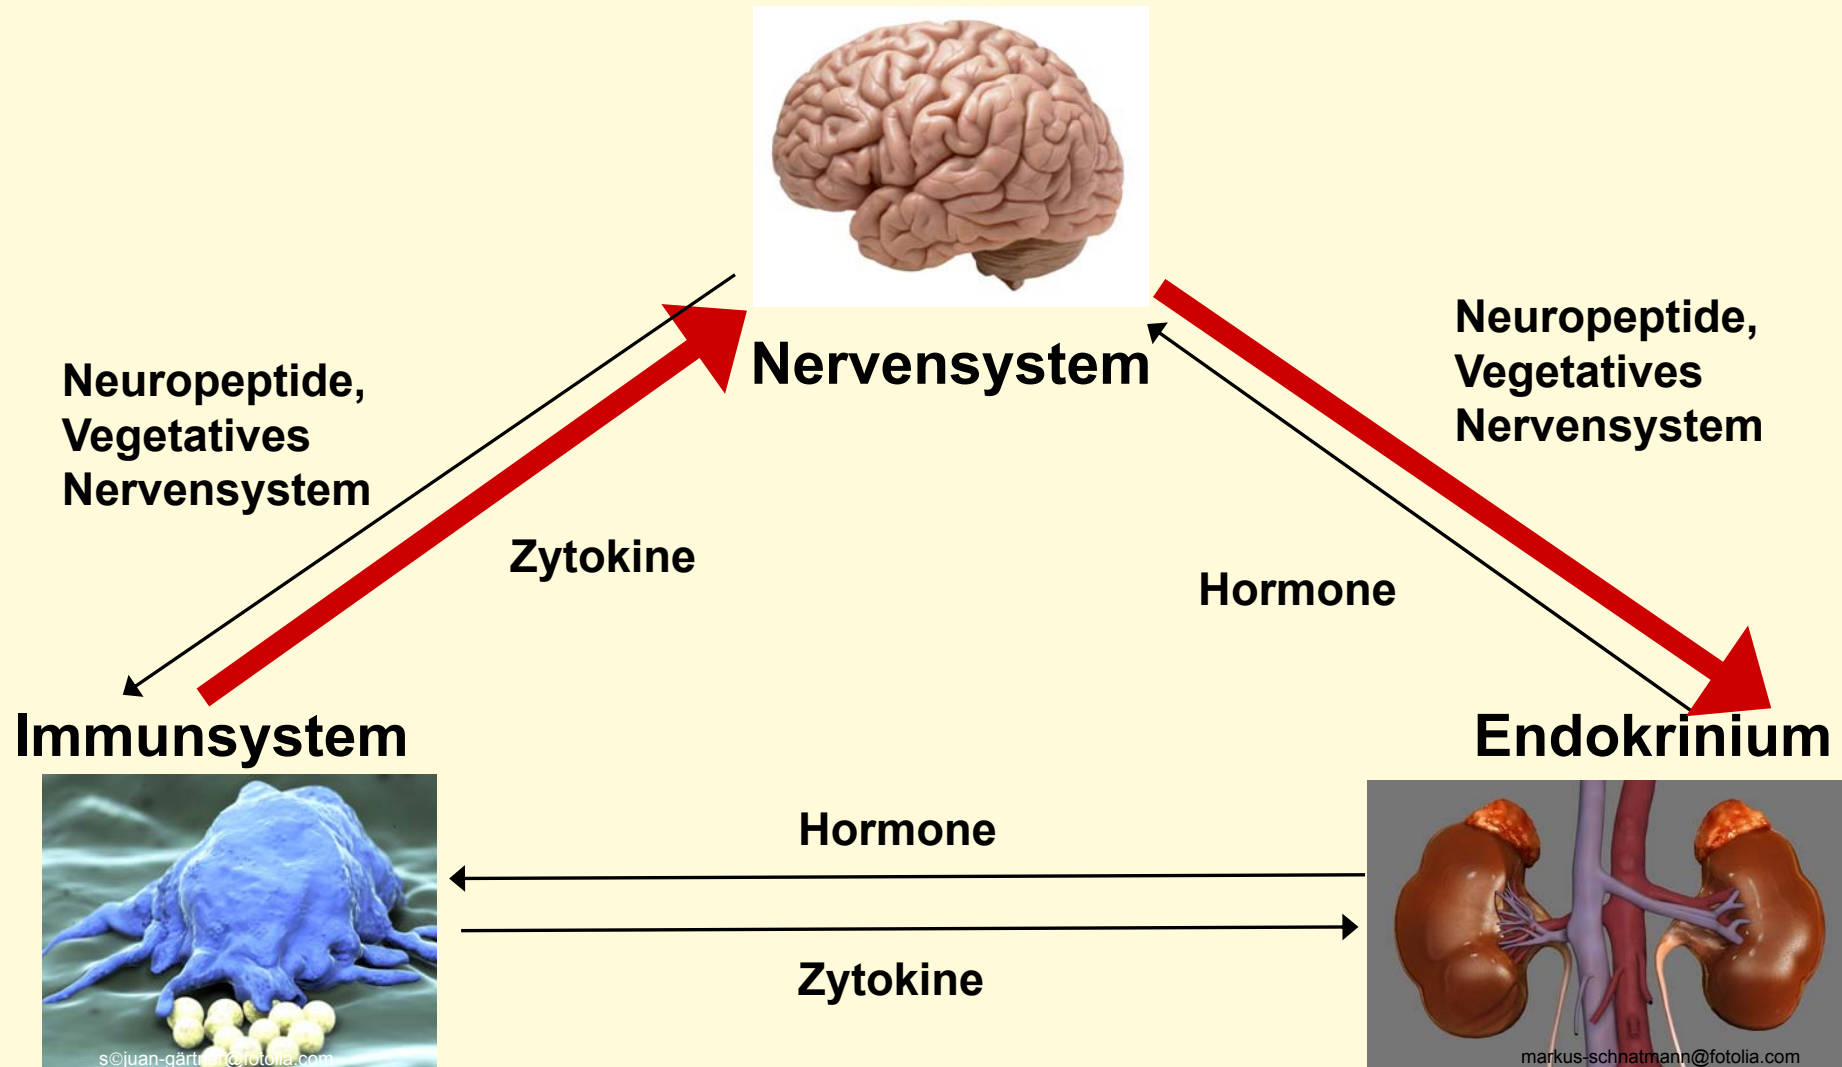 Nervensystem
Neuropeptide,
Vegetatives
Nervensystem
Neuropeptide,
Vegetatives
Nervensystem
Zytokine
Hormone
Immunsystem
Endokrinium
Hormone
Zytokine
markus-schnatmann@fotolia.com